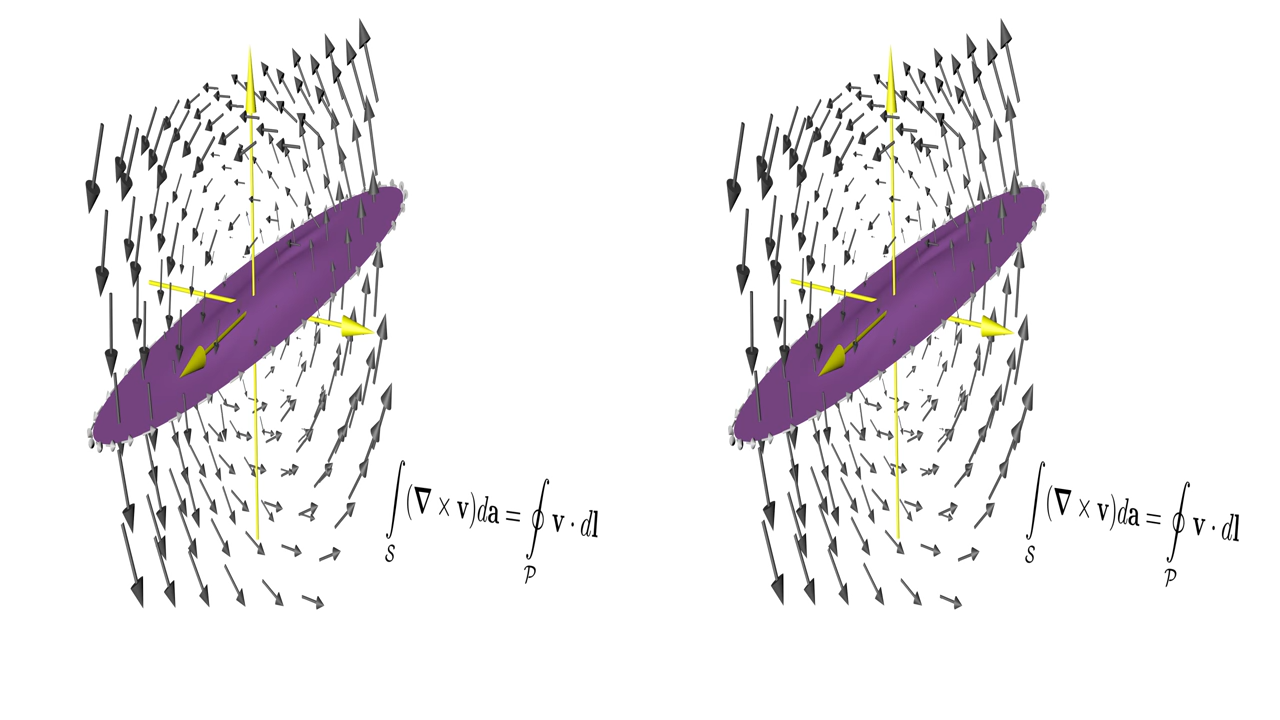 ∫_𝒮 (∇ × v)da = ∮_𝒫 v · dl
∫_𝒮 (∇ × v)da = ∮_𝒫 v · dl